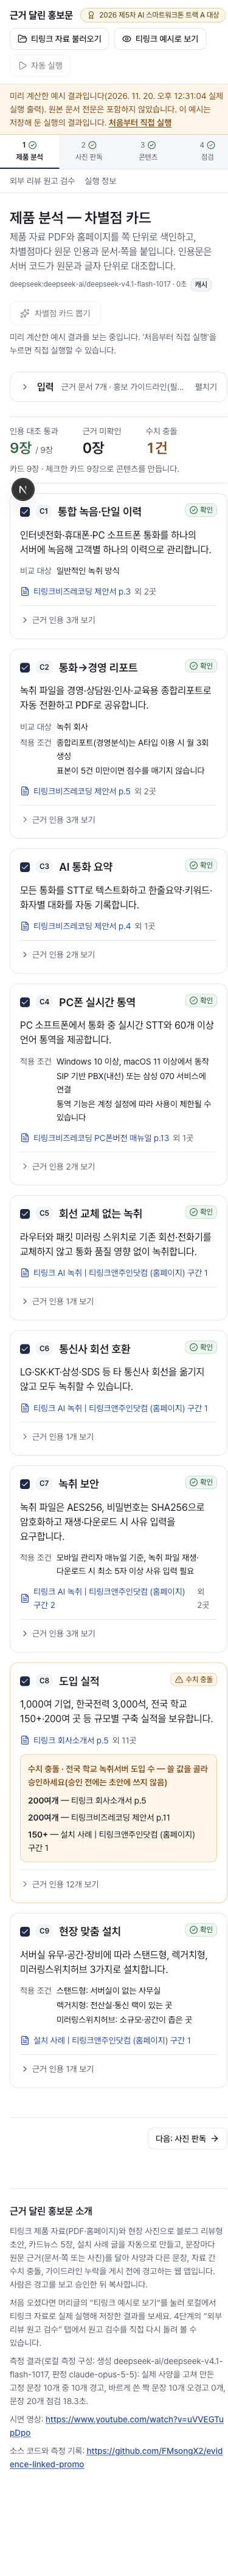 근거 달린 홍보문
2026 제5차 AI 스마트워크톤 트랙 A 대상
티링크 자료 불러오기
티링크 예시로 보기
자동 실행
미리 계산한 예시 결과입니다(2026. 11. 20. 오후 12:31:04 실제
실행 출력). 원본 문서 전문은 포함하지 않았습니다. 이 예시는
저장해 둔 실행의 결과입니다. 처음부터 직접 실행
1
제품 분석
2
사진 판독
3
콘텐츠
4
점검
외부 리뷰 원고 검수 실행 정보
제품 분석 — 차별점 카드
제품 자료 PDF와 홈페이지를 쪽 단위로 색인하고,
차별점마다 원문 인용과 문서·쪽을 붙입니다. 인용문은
서버 코드가 원문과 글자 단위로 대조합니다.
deepseek:deepseek-ai/deepseek-v4.1-flash-1017 · 0초 캐시
차별점 카드 뽑기
미리 계산한 예시 결과를 보는 중입니다. '처음부터 직접 실행'을
누르면 직접 실행할 수 있습니다.
입력 근거 문서 7개 · 홍보 가이드라인(필... 펼치기
인용 대조 통과
9장 / 9장
근거 미확인
0장
수치 충돌
1건
카드 9장 · 체크한 카드 9장으로 콘텐츠를 만듭니다.
N
C1 통합 녹음·단일 이력 확인
인터넷전화·휴대폰·PC 소프트폰 통화를 하나의
서버에 녹음해 고객별 하나의 이력으로 관리합니다.
비교 대상 일반적인 녹취 방식
티링크비즈레코딩 제안서 p.3 외 2곳
근거 인용 3개 보기
C2 통화→경영 리포트 확인
녹취 파일을 경영·상담원·인사·교육용 종합리포트로
자동 전환하고 PDF로 공유합니다.
비교 대상 녹취 회사
적용 조건 종합리포트(경영분석)는 A타입 이용 시 월 3회
생성
표본이 5건 미만이면 점수를 매기지 않습니다
티링크비즈레코딩 제안서 p.5 외 2곳
근거 인용 3개 보기
C3 AI 통화 요약 확인
모든 통화를 STT로 텍스트화하고 한줄요약·키워드·
화자별 대화를 자동 기록합니다.
티링크비즈레코딩 제안서 p.4 외 1곳
근거 인용 2개 보기
C4 PC폰 실시간 통역 확인
PC 소프트폰에서 통화 중 실시간 STT와 60개 이상
언어 통역을 제공합니다.
적용 조건 Windows 10 이상, macOS 11 이상에서 동작
SIP 기반 PBX(내선) 또는 삼성 070 서비스에
연결
통역 기능은 계정 설정에 따라 사용이 제한될 수
있습니다
티링크비즈레코딩 PC폰버전 매뉴얼 p.13 외 1곳
근거 인용 2개 보기
C5 회선 교체 없는 녹취 확인
라우터와 패킷 미러링 스위치로 기존 회선·전화기를
교체하지 않고 통화 품질 영향 없이 녹취합니다.
티링크 AI 녹취 | 티링크앤주인닷컴 (홈페이지) 구간 1
근거 인용 1개 보기
C6 통신사 회선 호환 확인
LG·SK·KT·삼성·SDS 등 타 통신사 회선을 옮기지
않고 모두 녹취할 수 있습니다.
티링크 AI 녹취 | 티링크앤주인닷컴 (홈페이지) 구간 1
근거 인용 1개 보기
C7 녹취 보안 확인
녹취 파일은 AES256, 비밀번호는 SHA256으로
암호화하고 재생·다운로드 시 사유 입력을
요구합니다.
적용 조건 모바일 관리자 매뉴얼 기준, 녹취 파일 재생·
다운로드 시 최소 5자 이상 사유 입력 필요
티링크 AI 녹취 | 티링크앤주인닷컴 (홈페이지) 외
구간 2 2곳
근거 인용 3개 보기
C8 도입 실적 수치 충돌
1,000여 기업, 한국전력 3,000석, 전국 학교
150+·200여 곳 등 규모별 구축 실적을 보유합니다.
티링크 회사소개서 p.5 외 11곳
수치 충돌 · 전국 학교 녹취서버 도입 수 — 쓸 값을 골라
승인하세요(승인 전에는 초안에 쓰지 않음)
200여개 — 티링크 회사소개서 p.5
200여개 — 티링크비즈레코딩 제안서 p.11
150+ — 설치 사례 | 티링크앤주인닷컴 (홈페이지)
구간 1
근거 인용 12개 보기
C9 현장 맞춤 설치 확인
서버실 유무·공간·장비에 따라 스탠드형, 렉거치형,
미러링스위치허브 3가지로 설치합니다.
적용 조건 스탠드형: 서버실이 없는 사무실
렉거치형: 전산실·통신 랙이 있는 곳
미러링스위치허브: 소규모·공간이 좁은 곳
설치 사례 | 티링크앤주인닷컴 (홈페이지) 구간 1
근거 인용 1개 보기
다음: 사진 판독 →
근거 달린 홍보문 소개
티링크 제품 자료(PDF·홈페이지)와 현장 사진으로 블로그 리뷰형
초안, 카드뉴스 5장, 설치 사례 글을 자동으로 만들고, 문장마다
원문 근거(문서·쪽 또는 사진)를 달아 사양과 다른 문장, 자료 간
수치 충돌, 가이드라인 누락을 게시 전에 경고하는 웹 앱입니다.
사람은 경고를 보고 승인한 뒤 복사합니다.
처음 오셨다면 머리글의 "티링크 예시로 보기"를 눌러 로컬에서
티링크 자료로 실제 실행해 저장한 결과를 보세요. 4단계의 "외부
리뷰 원고 검수" 탭에서 원고 검수를 직접 다시 돌려 볼 수
있습니다.
측정 결과(로컬 측정 구성: 생성 deepseek-ai/deepseek-v4.1-
flash-1017, 판정 claude-opus-5-5): 실제 사양을 고쳐 만든
고정 문장 10개 중 10개 경고, 바르게 쓴 짝 문장 10개 오경고 0개,
문장 20개 점검 18.3초.
시연 영상: https://www.youtube.com/watch?v=uVVEGTu
pDpo
소스 코드와 측정 기록: https://github.com/FMsongX2/evid
ence-linked-promo